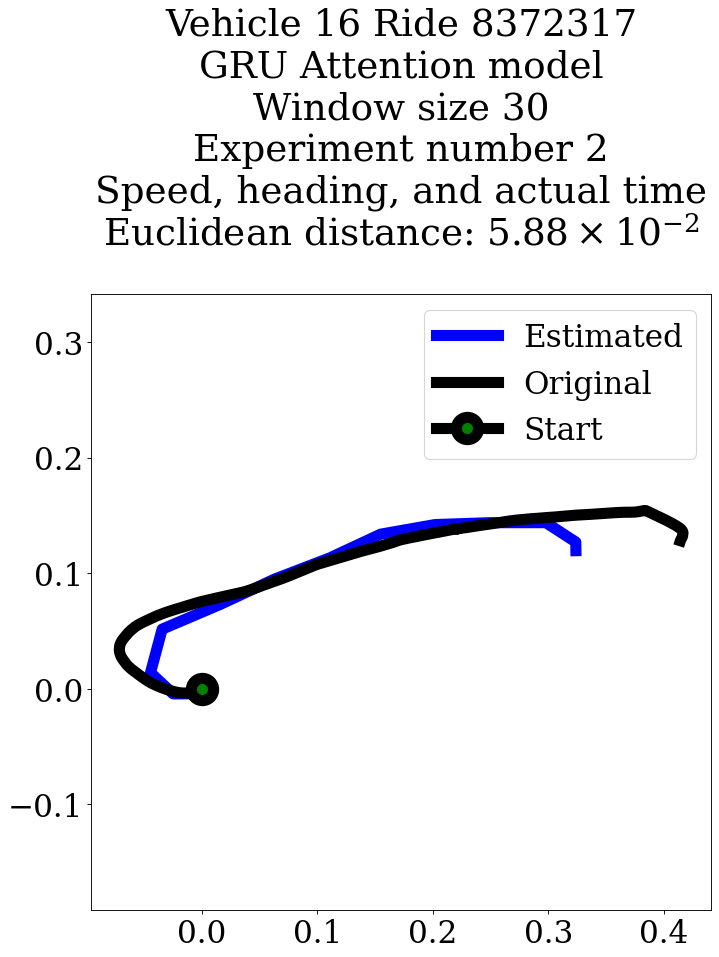 Vehicle 16 Ride 8372317
GRU Attention model
Window size 30
Experiment number 2
Speed, heading, and actual time
Euclidean distance: 5.88 × 10⁻²
Estimated
Original
Start
0.3
0.2
0.1
0.0
−0.1
0.0 0.1 0.2 0.3 0.4